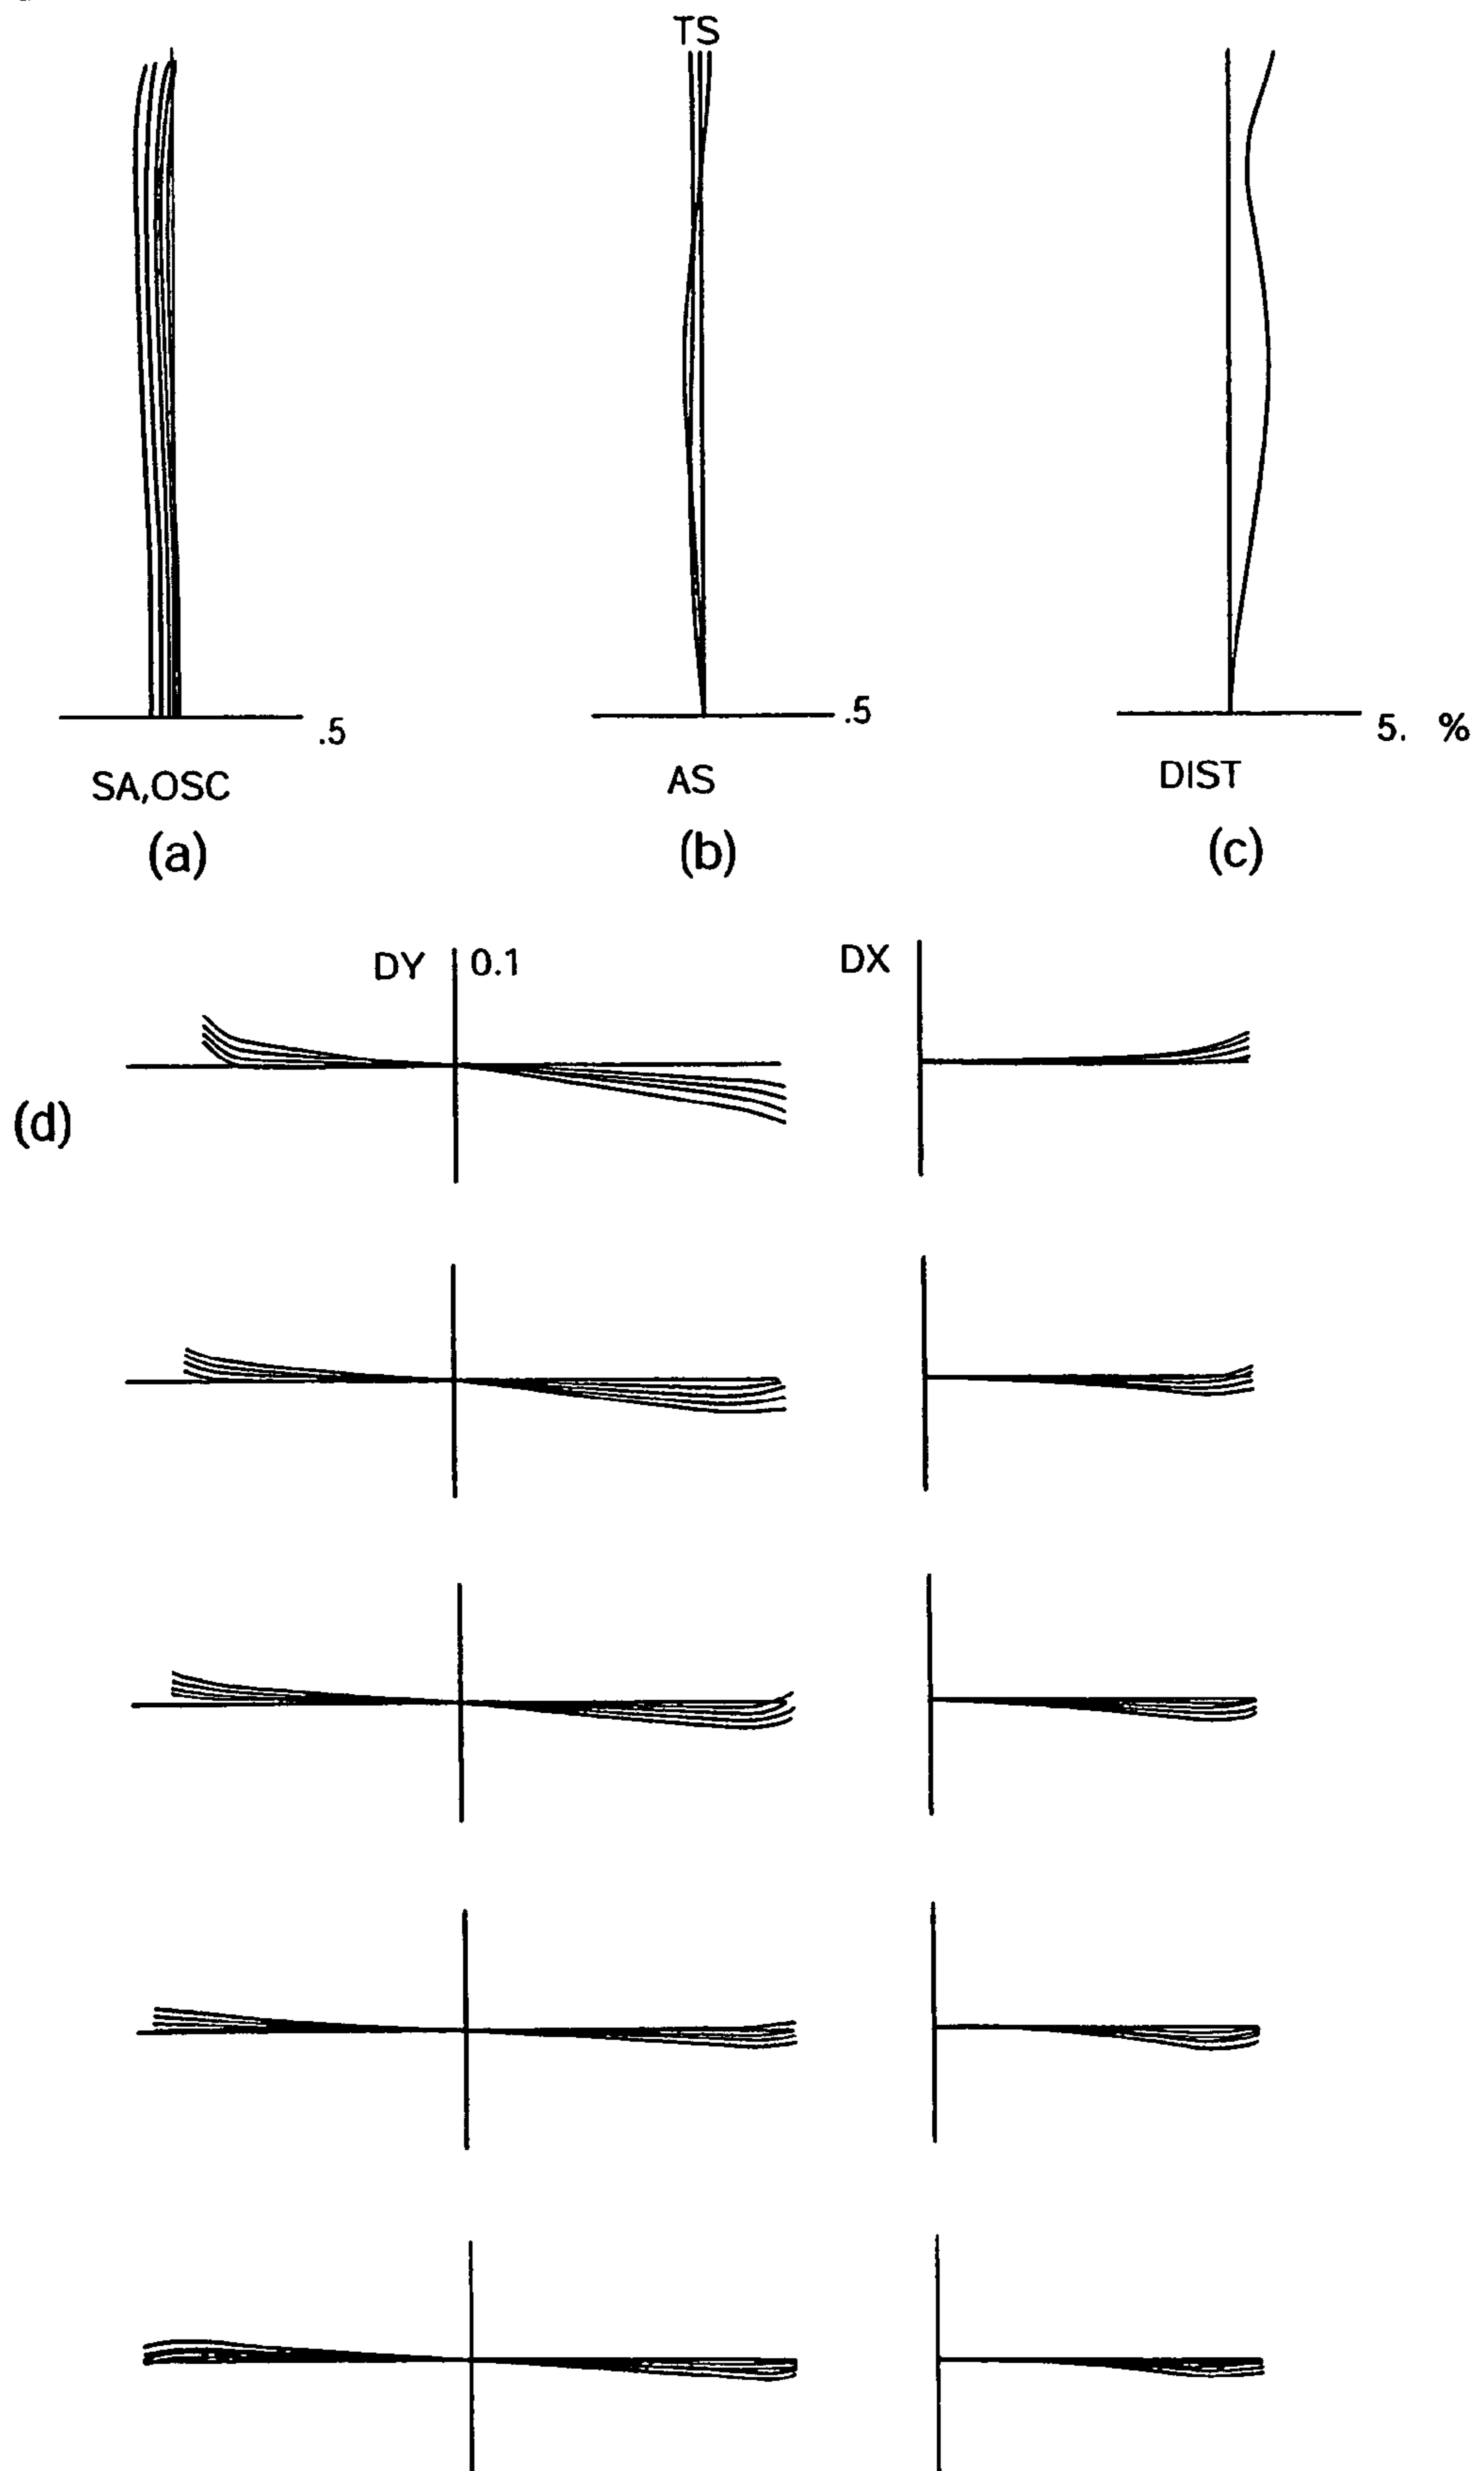 TS
.5
.5
5. %
SA,OSC
AS
DIST
(a)
(b)
(c)
DY
0.1
DX
(d)